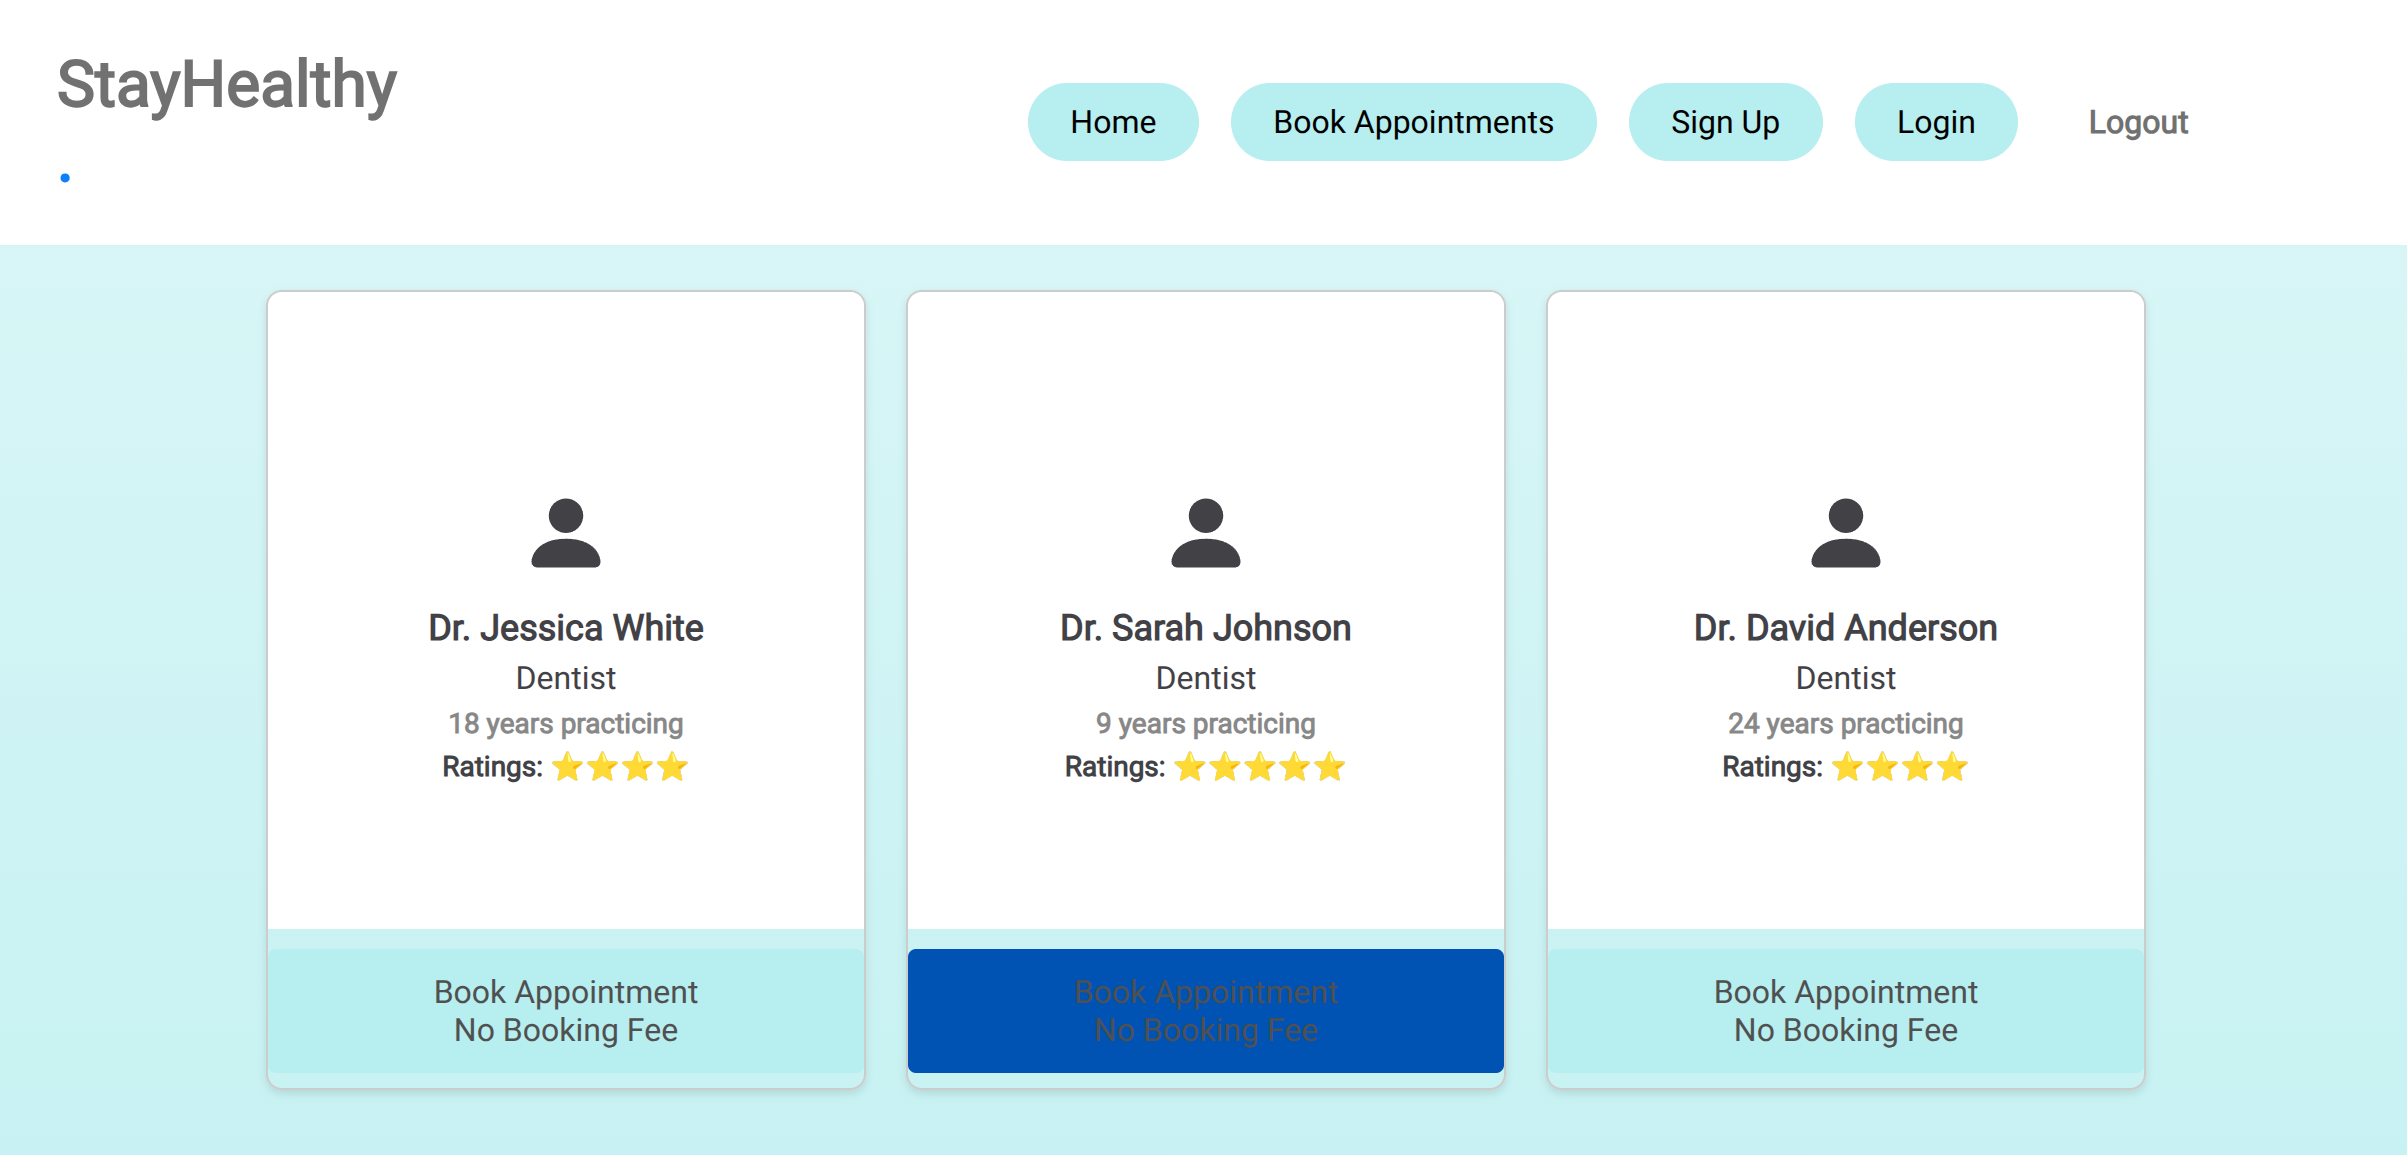 StayHealthy
Home
Book Appointments
Sign Up
Login
Logout
Dr. Jessica White
Dentist
18 years practicing
Ratings: ⭐⭐⭐⭐
Book Appointment
No Booking Fee
Dr. Sarah Johnson
Dentist
9 years practicing
Ratings: ⭐⭐⭐⭐⭐
Book Appointment
No Booking Fee
Dr. David Anderson
Dentist
24 years practicing
Ratings: ⭐⭐⭐⭐
Book Appointment
No Booking Fee